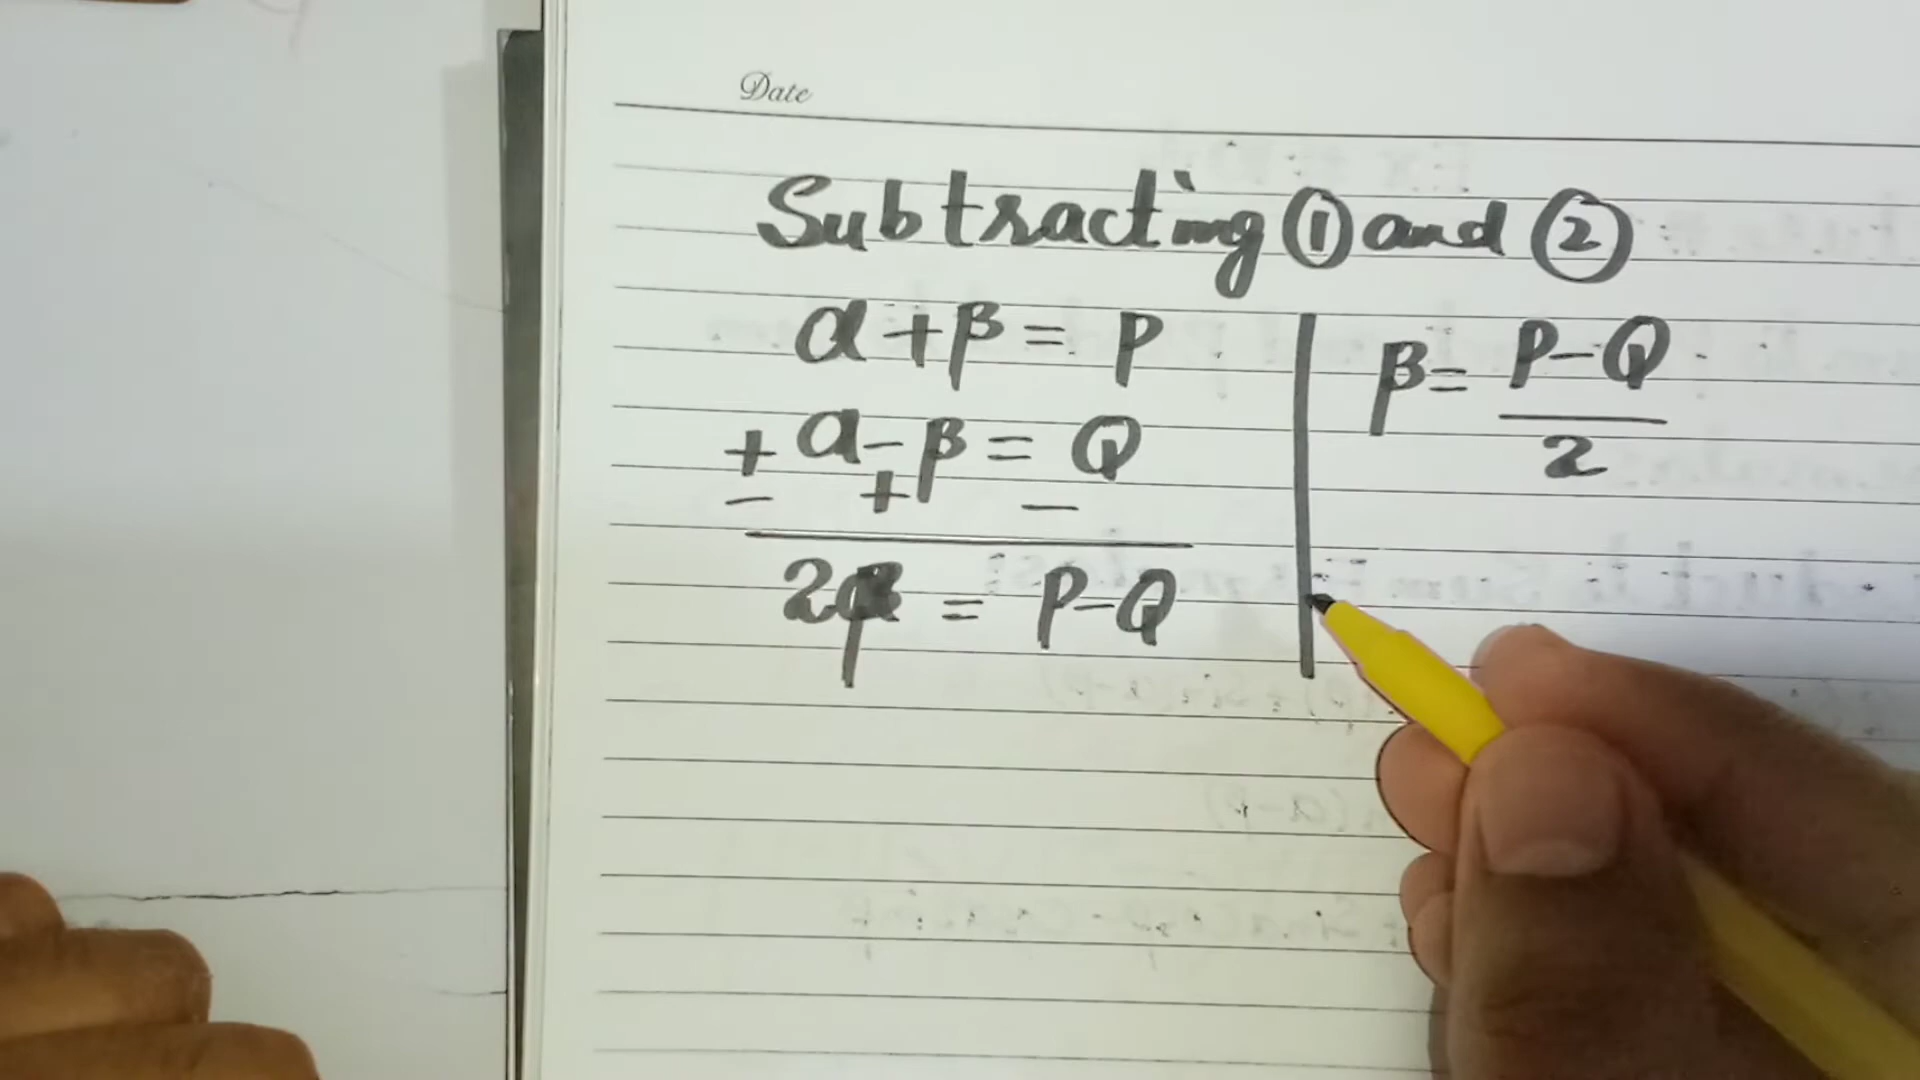 Date
Subtracting ① and ②
α + β = P
+ α - β = Q
- + -
2β = P-Q
β = P-Q
2